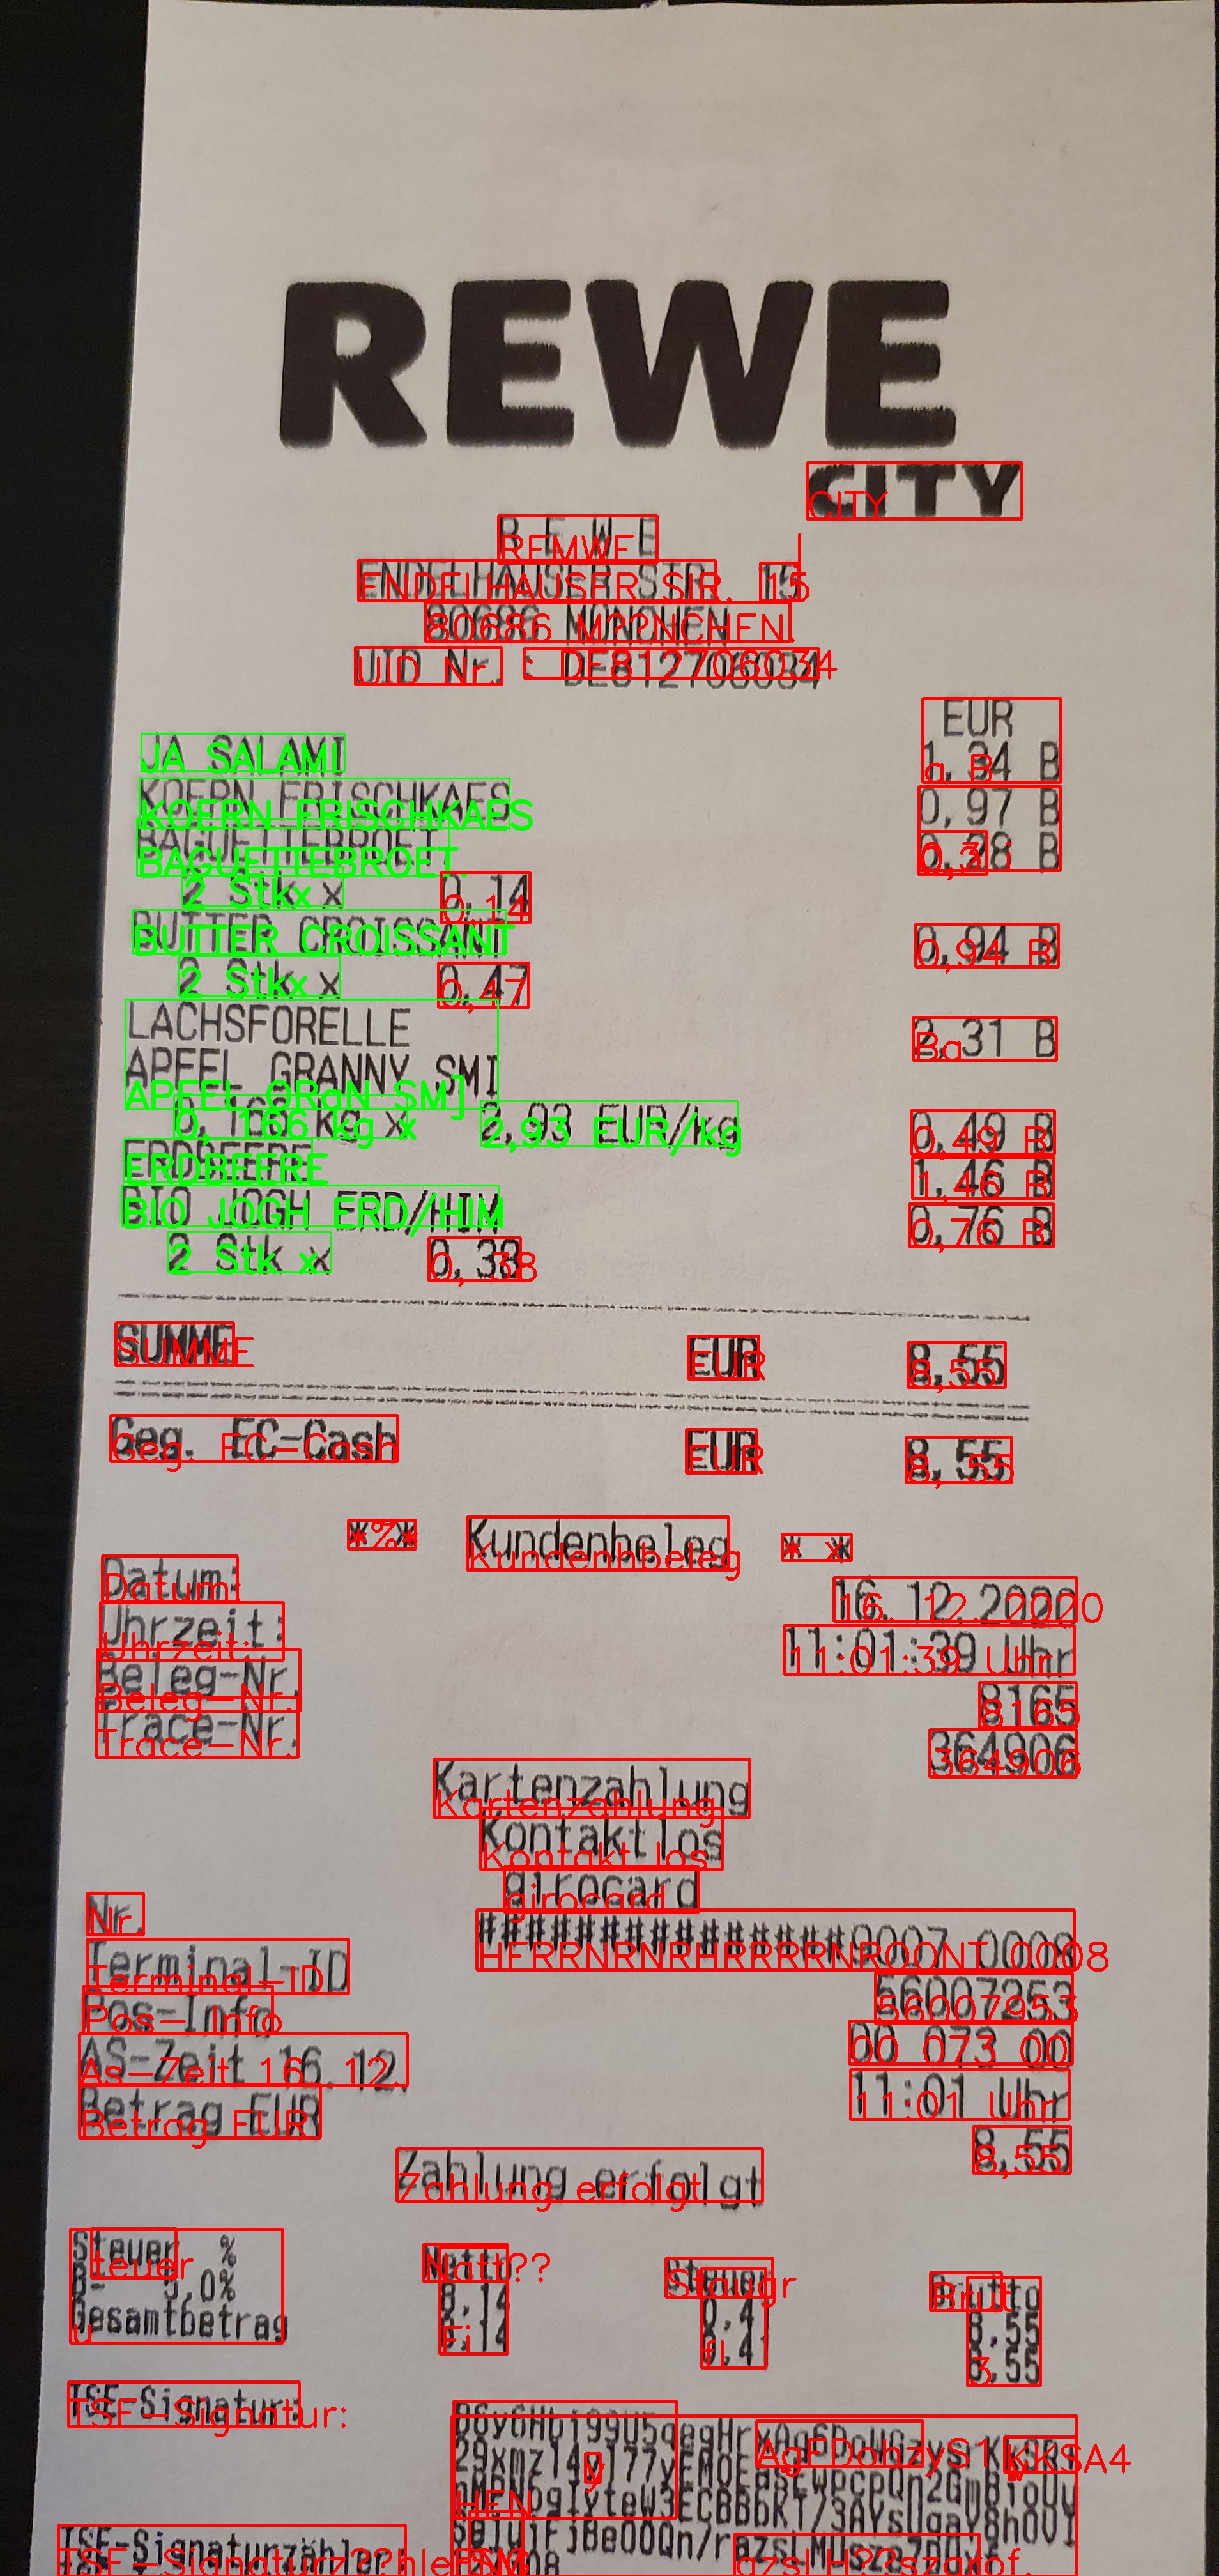 REWE
CITY
R E W E
ENDELHAUSERSTR. 15
80686 MÜNCHEN
UID Nr. : DE812706034
EUR
JA SALAMI 1,34 B
KOERN.FRISCHKAES 0,97 B
BAGUETTEBROET. 0,28 B
2 Stk x 0,14
BUTTER CROISSANT 0,94 B
2 Stk x 0,47
LACHSFORELLE 2,31 B
APFEL GRANNY SMI 0,49 B
0,166 kg x 2,93 EUR/kg
ERDBEERE 1,46 B
BIO JOGH ERD/HIM 0,76 B
2 Stk x 0,38
SUMME EUR 8,55
Geg. EC-Cash EUR 8,55
* * Kundenbeleg * *
Datum: 16.12.2020
Uhrzeit: 11:01:39 Uhr
Beleg-Nr. 8165
Trace-Nr. 364906
Kartenzahlung
Kontaktlos
girocard
Nr. ##############9007 0008
Terminal-ID 56007253
Pos-Info 00 073 00
AS-Zeit 16.12. 11:01 Uhr
Betrag EUR 8,55
Zahlung erfolgt
Steuer % Netto Steuer Brutto
B= 5,0% 8,14 0,41 8,55
Gesamtbetrag 8,14 0,41 8,55
TSE-Signatur:
TSE-Signaturzähler